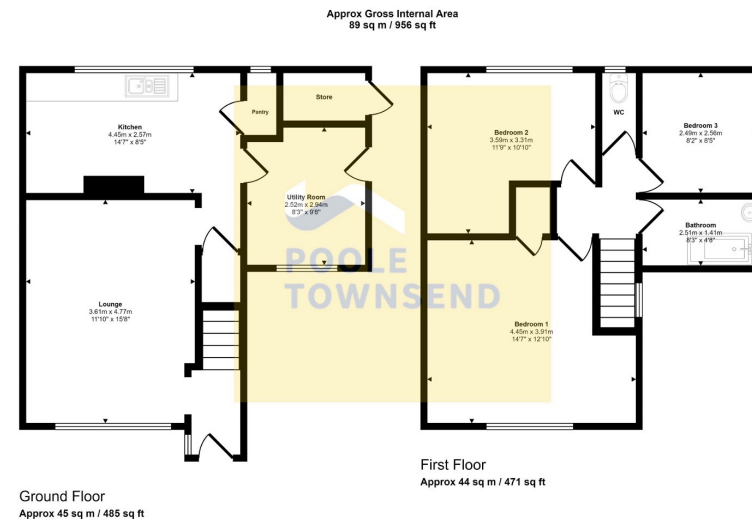 Approx Gross Internal Area
89 sq m / 956 sq ft
Kitchen
4.45m x 2.57m
14'7" x 8'5"
Pantry
Store
Utility Room
2.52m x 2.94m
8'3" x 9'8"
Lounge
3.61m x 4.77m
11'10" x 15'8"
Bedroom 2
3.59m x 3.31m
11'9" x 10'10"
WC
Bedroom 3
2.49m x 2.56m
8'2" x 8'5"
Bathroom
2.51m x 1.41m
8'3" x 4'8"
Bedroom 1
4.45m x 3.91m
14'7" x 12'10"
POOLE
TOWNSEND
Ground Floor
Approx 45 sq m / 485 sq ft
First Floor
Approx 44 sq m / 471 sq ft